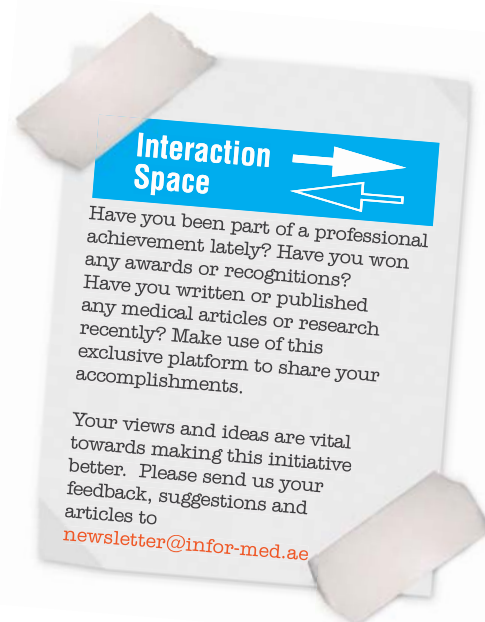 Interaction
Space
Have you been part of a professional
achievement lately? Have you won
any awards or recognitions?
Have you written or published
any medical articles or research
recently? Make use of this
exclusive platform to share your
accomplishments.
Your views and ideas are vital
towards making this initiative
better. Please send us your
feedback, suggestions and
articles to
newsletter@infor-med.ae